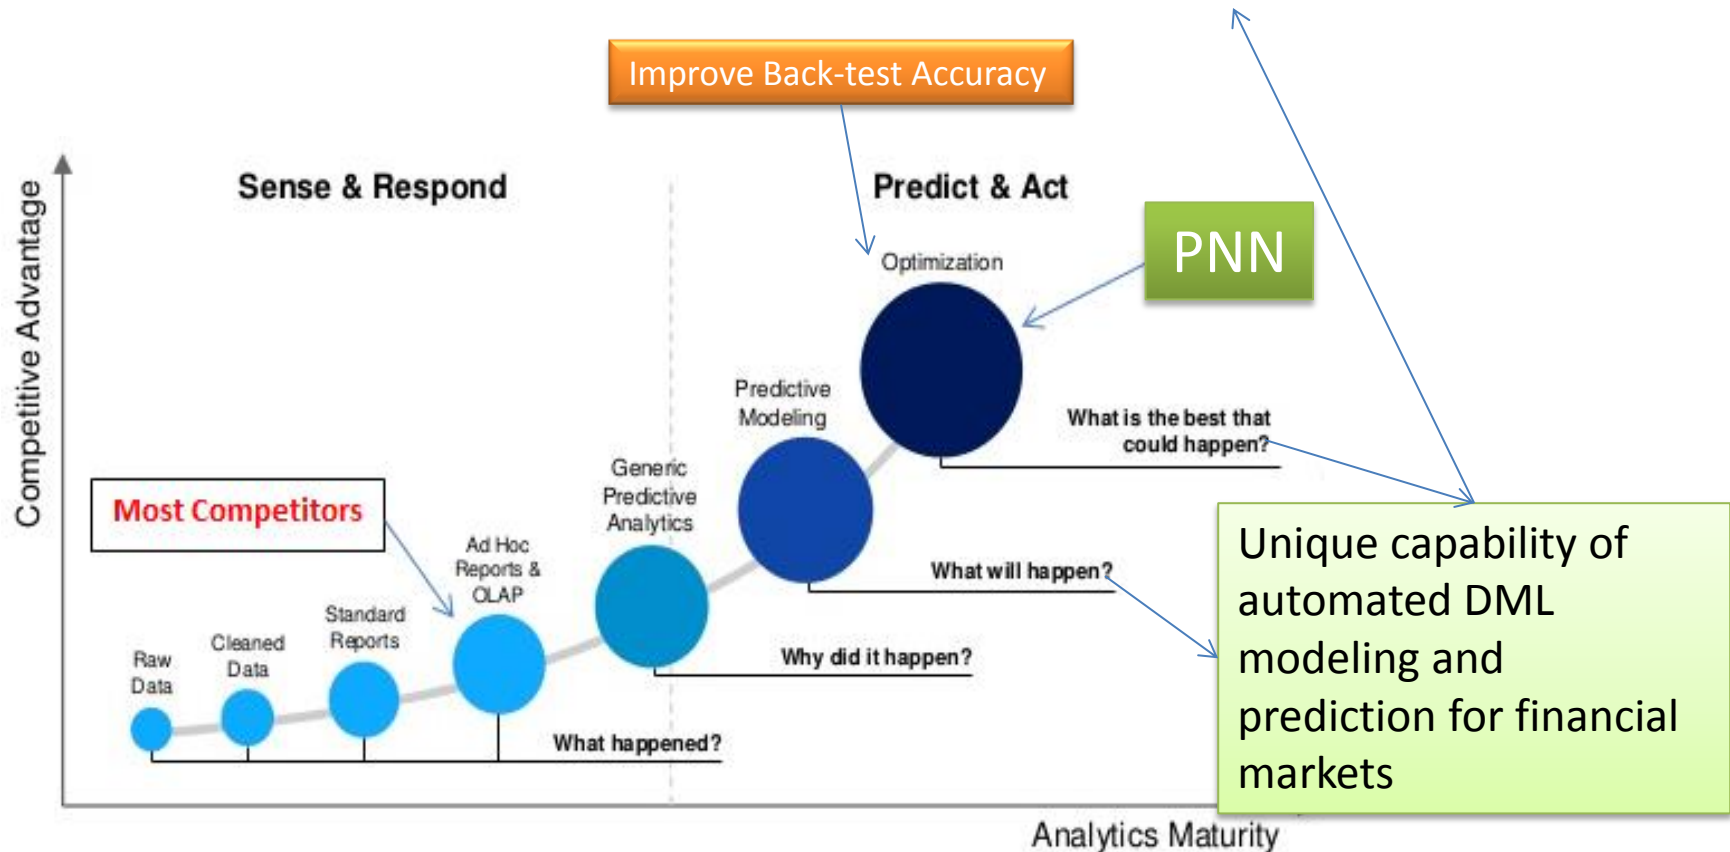 Improve Back-test Accuracy
Sense & Respond
Predict & Act
Competitive Advantage
PNN
Optimization
Predictive
Modeling
What is the best that
could happen?
Generic
Predictive
Analytics
Most Competitors
Ad Hoc
Reports &
OLAP
What will happen?
Unique capability of
automated DML
modeling and
prediction for financial
markets
Standard
Reports
Cleaned
Data
Raw
Data
Why did it happen?
What happened?
Analytics Maturity